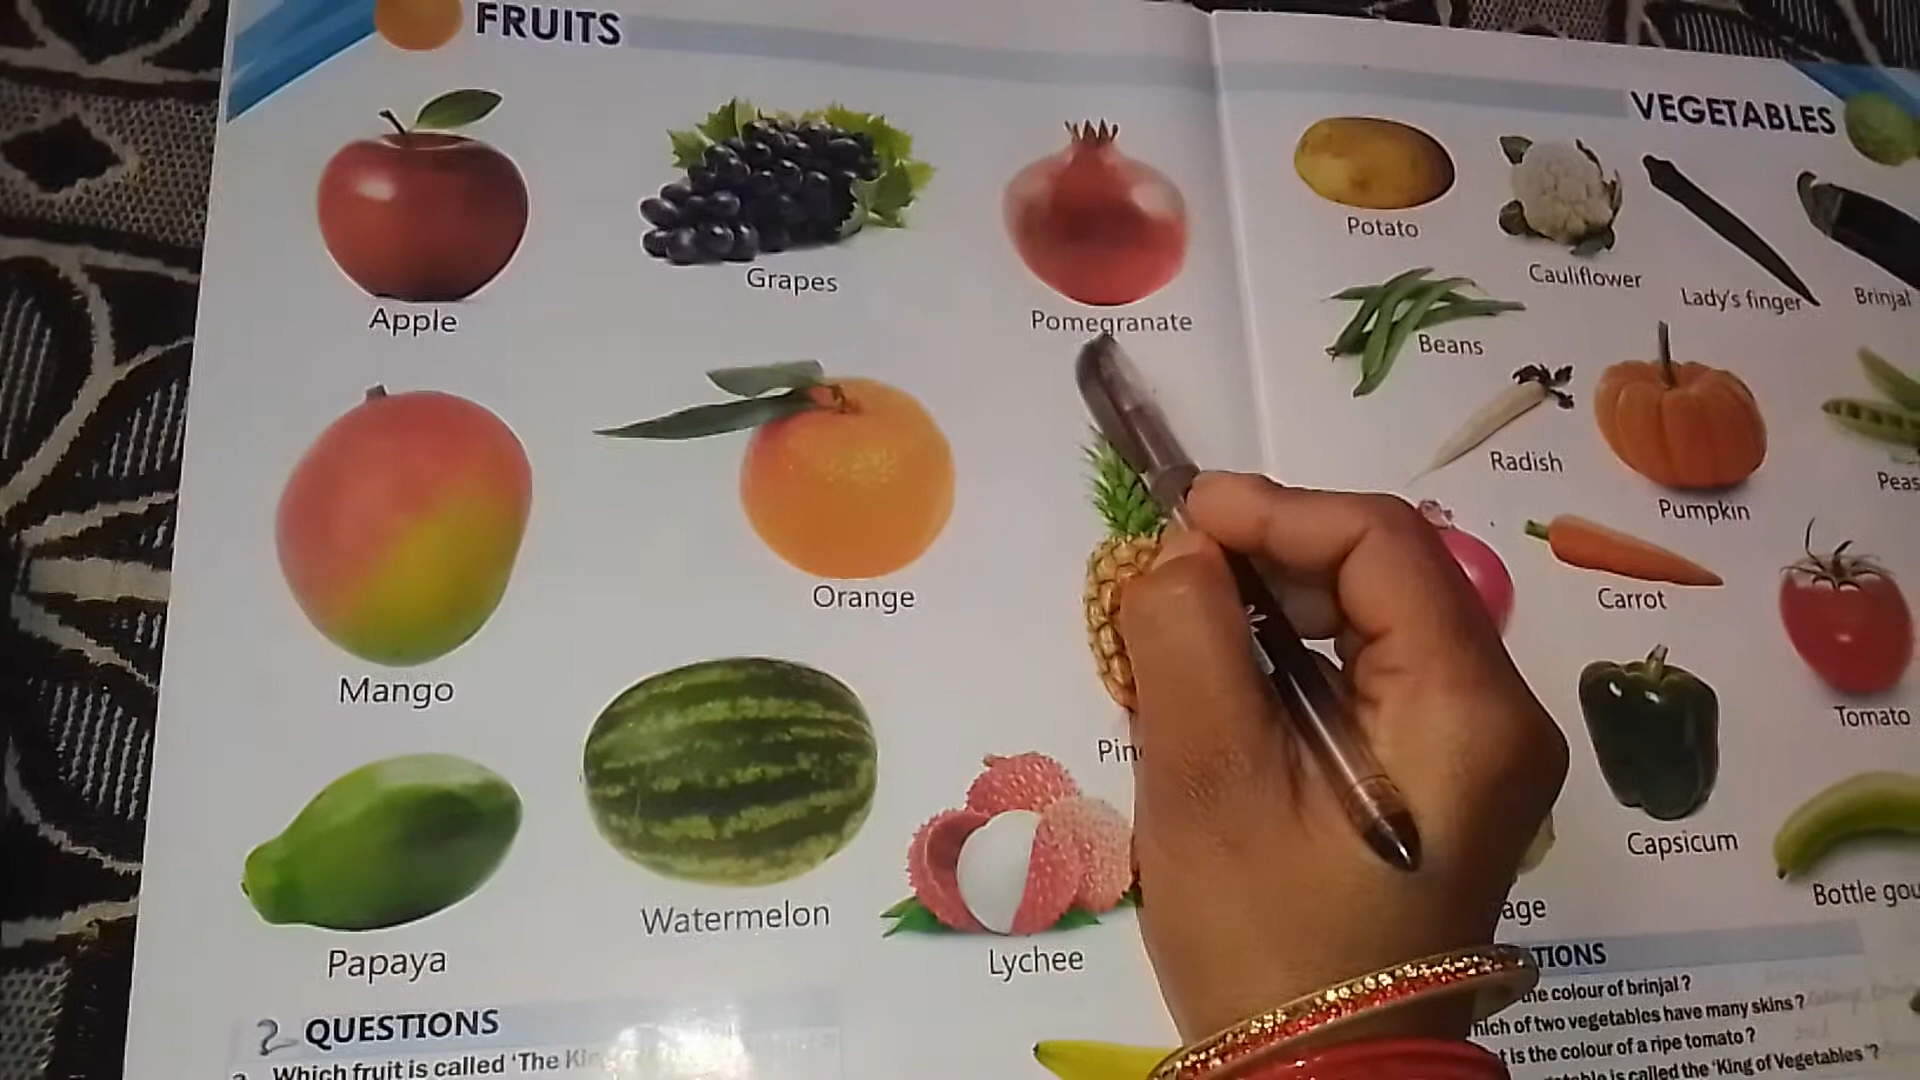 FRUITS
Apple
Grapes
Pomegranate
Mango
Orange
Papaya
Watermelon
Lychee
QUESTIONS
Which fruit is called 'The
VEGETABLES
Potato
Cauliflower
Lady's finger
Brinjal
Beans
Radish
Pumpkin
Peas
Carrot
Tomato
Capsicum
Bottle
colour of brinjal?
of two vegetables have many skins?
is the colour of a ripe tomato?
is called the 'King of Vegetables'?